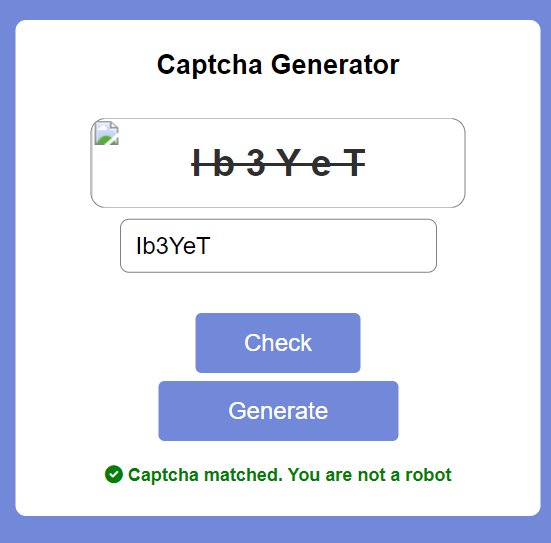 Captcha Generator
I b 3 Y e T
Ib3YeT
Check
Generate
Captcha matched. You are not a robot